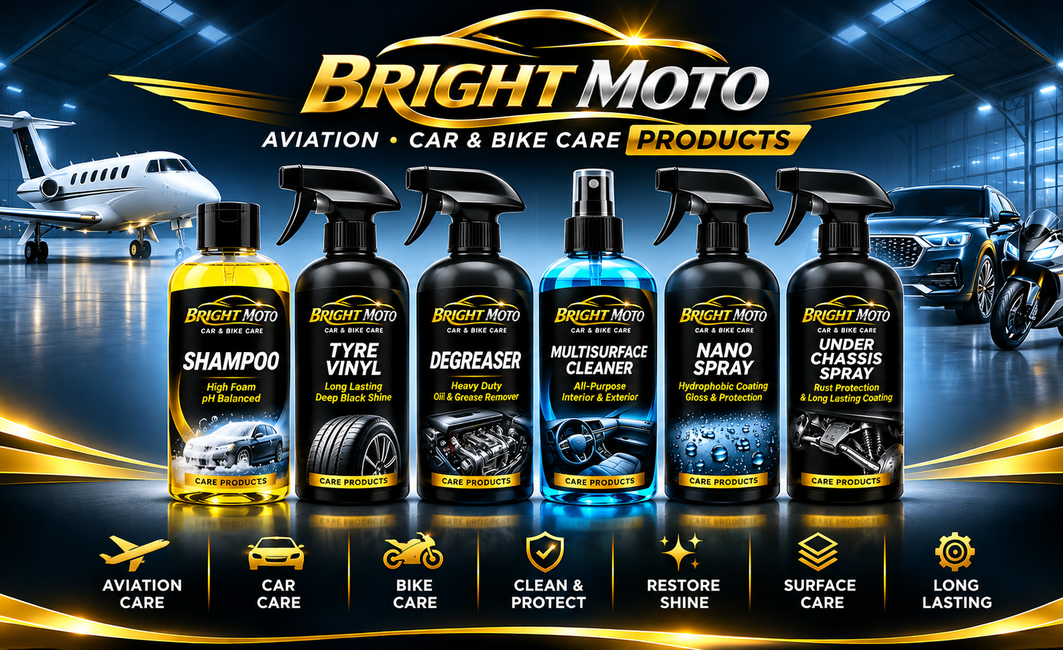 BRIGHT MOTO
AVIATION • CAR & BIKE CARE PRODUCTS
BRIGHT MOTO
CAR & BIKE CARE
SHAMPOO
High Foam
pH Balanced
CARE PRODUCTS
BRIGHT MOTO
CAR & BIKE CARE
TYRE
VINYL
Long Lasting
Deep Black Shine
CARE PRODUCTS
BRIGHT MOTO
CAR & BIKE CARE
DEGREASER
Heavy Duty
Oil & Grease Remover
CARE PRODUCTS
BRIGHT MOTO
CAR & BIKE CARE
MULTISURFACE
CLEANER
All-Purpose
Interior & Exterior
CARE PRODUCTS
BRIGHT MOTO
CAR & BIKE CARE
NANO
SPRAY
Hydrophobic Coating
Gloss & Protection
CARE PRODUCTS
BRIGHT MOTO
CAR & BIKE CARE
UNDER
CHASSIS
SPRAY
Rust Protection
& Long Lasting Coating
CARE PRODUCTS
AVIATION
CARE
CAR
CARE
BIKE
CARE
CLEAN &
PROTECT
RESTORE
SHINE
SURFACE
CARE
LONG
LASTING